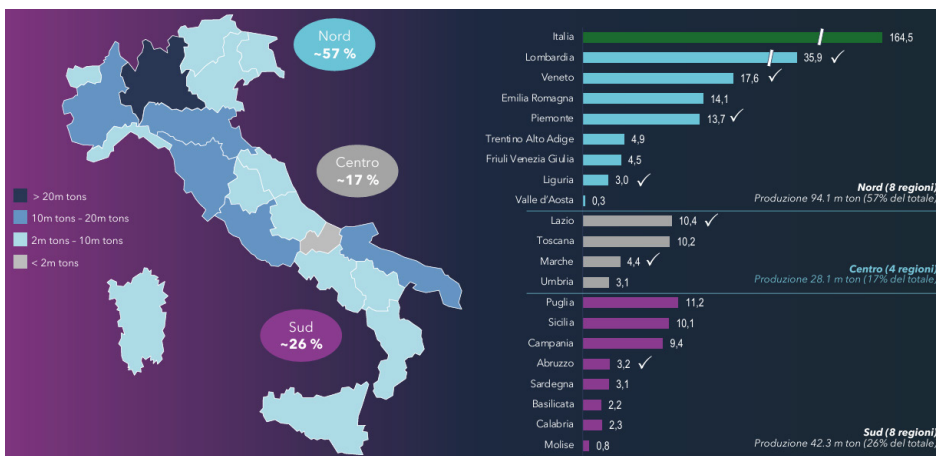 Nord
~57 %
Centro
~17 %
> 20m tons
10m tons – 20m tons
2m tons – 10m tons
< 2m tons
Sud
~26 %
Italia 164,5
Lombardia 35,9 ✓
Veneto 17,6 ✓
Emilia Romagna 14,1
Piemonte 13,7 ✓
Trentino Alto Adige 4,9
Friuli Venezia Giulia 4,5
Liguria 3,0 ✓
Valle d'Aosta 0,3
Nord (8 regioni)
Produzione 94.1 m ton (57% del totale)
Lazio 10,4 ✓
Toscana 10,2
Marche 4,4 ✓
Umbria 3,1
Centro (4 regioni)
Produzione 28.1 m ton (17% del totale)
Puglia 11,2
Sicilia 10,1
Campania 9,4
Abruzzo 3,2 ✓
Sardegna 3,1
Basilicata 2,2
Calabria 2,3
Molise 0,8
Sud (8 regioni)
Produzione 42.3 m ton (26% del totale)